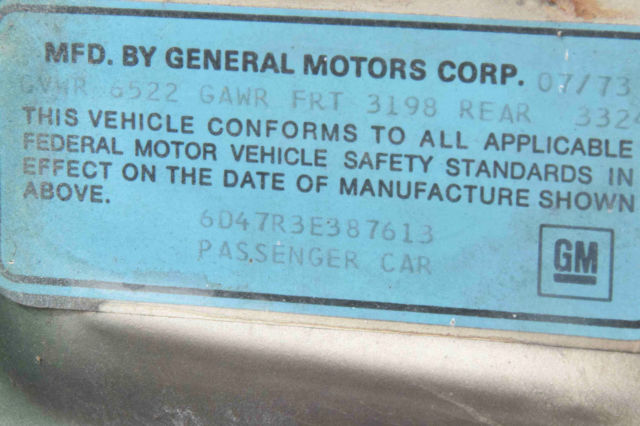 MFD. BY GENERAL MOTORS CORP. 07/73
GVWR 6522 GAWR FRT 3198 REAR 332
THIS VEHICLE CONFORMS TO ALL APPLICABLE
FEDERAL MOTOR VEHICLE SAFETY STANDARDS IN
EFFECT ON THE DATE OF MANUFACTURE SHOWN
ABOVE.
6D47R3E387613
PASSENGER CAR
GM